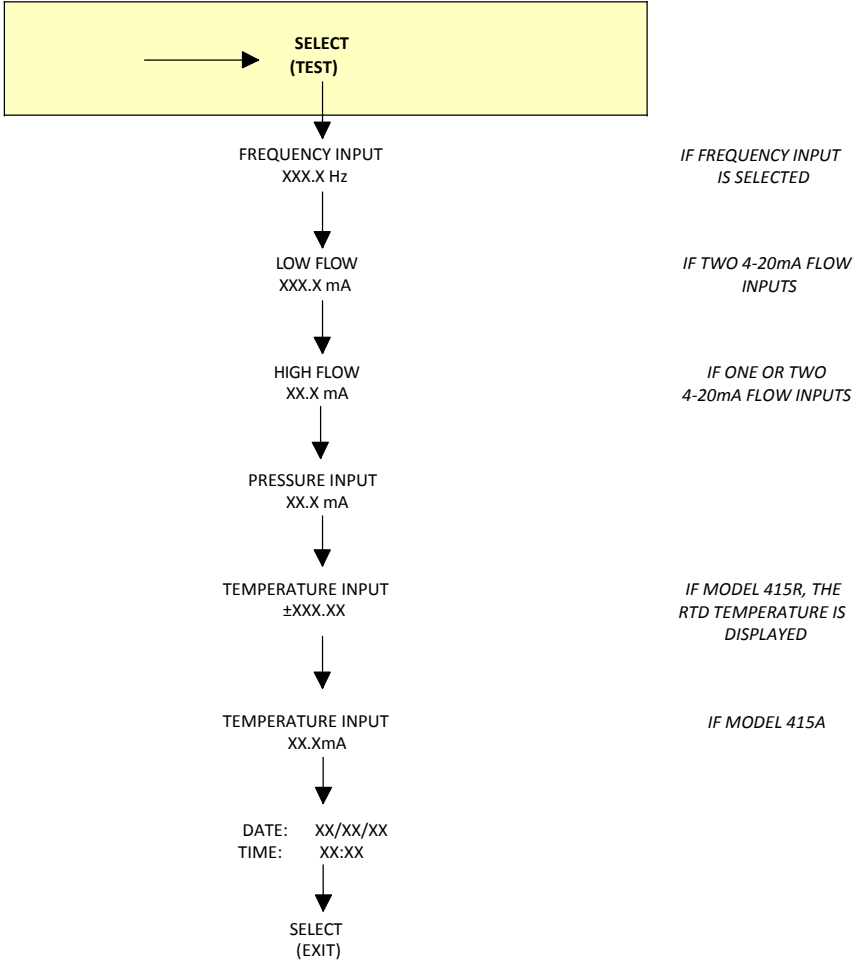 SELECT
(TEST)
FREQUENCY INPUT
XXX.X Hz
IF FREQUENCY INPUT
IS SELECTED
LOW FLOW
XXX.X mA
IF TWO 4-20mA FLOW
INPUTS
HIGH FLOW
XX.X mA
IF ONE OR TWO
4-20mA FLOW INPUTS
PRESSURE INPUT
XX.X mA
TEMPERATURE INPUT
±XXX.XX
IF MODEL 415R, THE
RTD TEMPERATURE IS
DISPLAYED
TEMPERATURE INPUT
XX.XmA
IF MODEL 415A
DATE: XX/XX/XX
TIME: XX:XX
SELECT
(EXIT)